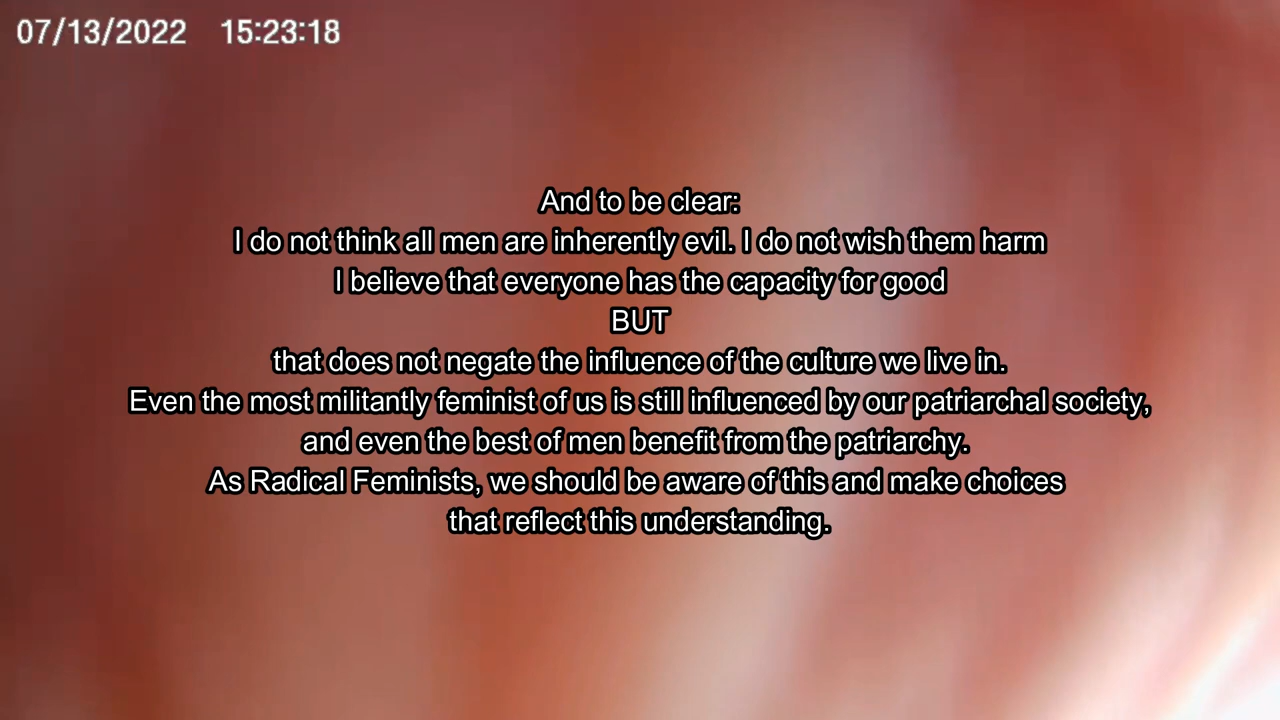 07/13/2022 15:23:18
And to be clear:
I do not think all men are inherently evil. I do not wish them harm
I believe that everyone has the capacity for good
BUT
that does not negate the influence of the culture we live in.
Even the most militantly feminist of us is still influenced by our patriarchal society,
and even the best of men benefit from the patriarchy.
As Radical Feminists, we should be aware of this and make choices
that reflect this understanding.